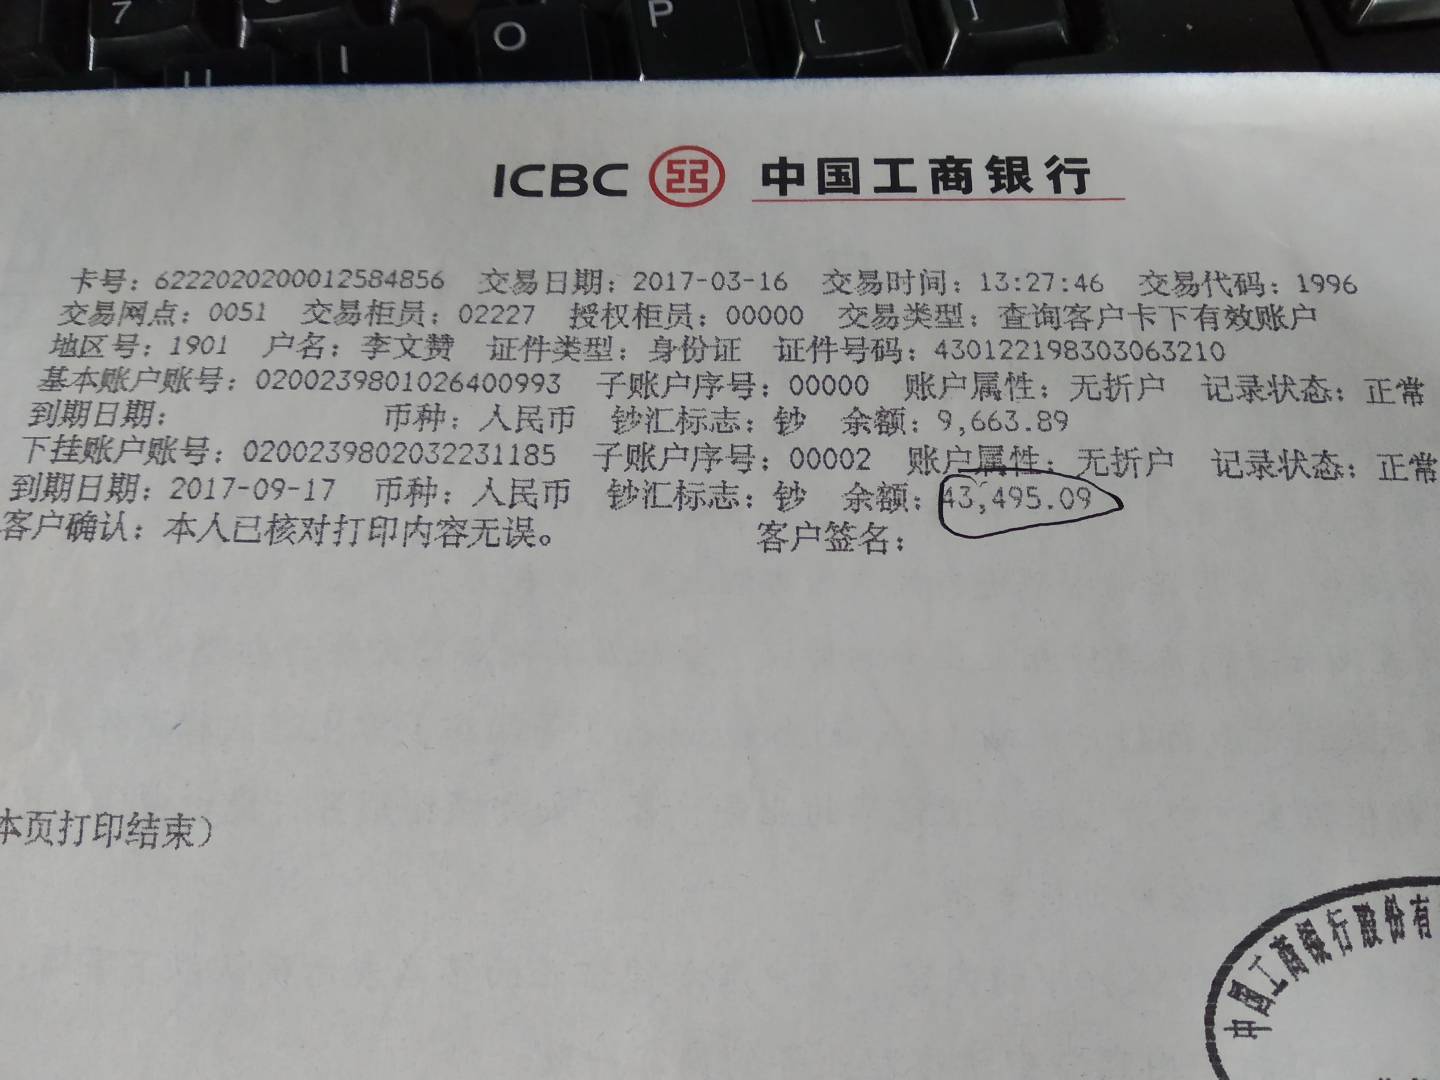 7
U I O P [ ]
ICBC 中国工商银行
卡号：6222020200012584856 交易日期：2017-03-16 交易时间：13:27:46 交易代码：1996
交易网点：0051 交易柜员：02227 授权柜员：00000 交易类型：查询客户卡下有效账户
地区号：1901 户名：李文赞 证件类型：身份证 证件号码：430122198303063210
基本账户账号：0200239801026400993 子账户序号：00000 账户属性：无折户 记录状态：正常
到期日期： 币种：人民币 钞汇标志：钞 余额：9,663.89
下挂账户账号：0200239802032231185 子账户序号：00002 账户属性：无折户 记录状态：正常
到期日期：2017-09-17 币种：人民币 钞汇标志：钞 余额：43,495.09
客户确认：本人已核对打印内容无误。 客户签名：
本页打印结束）
中国工商银行股份有